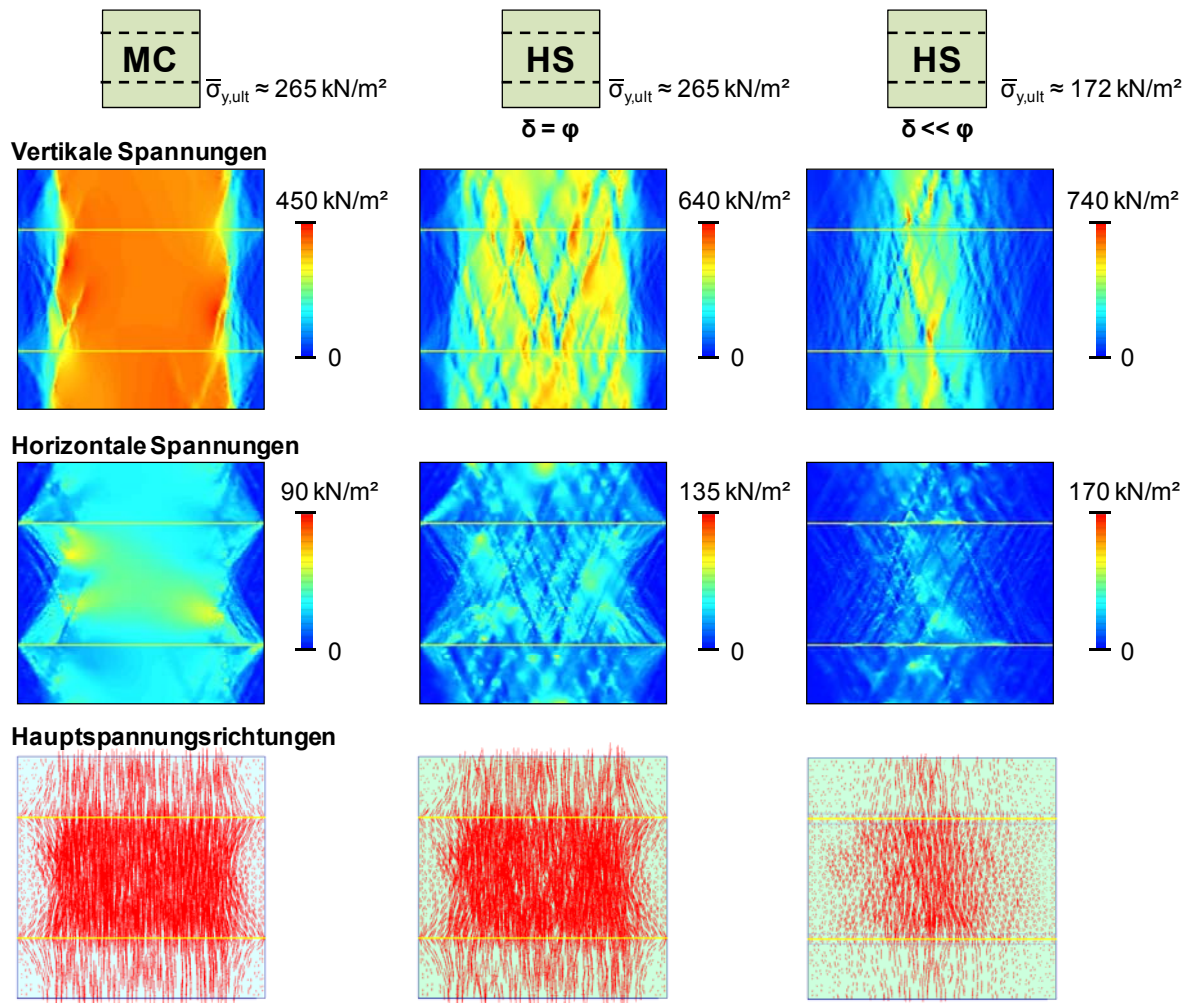 MC
σ̅y,ult ≈ 265 kN/m²
HS
σ̅y,ult ≈ 265 kN/m²
δ = φ
HS
σ̅y,ult ≈ 172 kN/m²
δ << φ
Vertikale Spannungen
450 kN/m²
0
640 kN/m²
0
740 kN/m²
0
Horizontale Spannungen
90 kN/m²
0
135 kN/m²
0
170 kN/m²
0
Hauptspannungsrichtungen